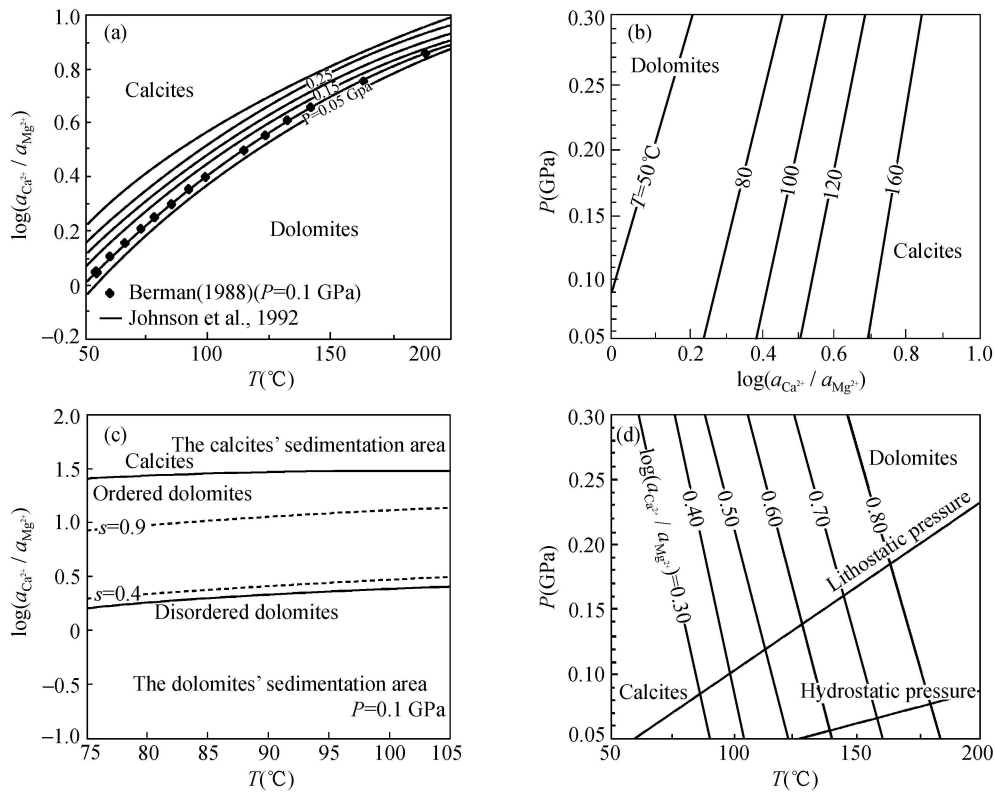 (a)
1.0
0.8
0.6
0.4
0.2
0
−0.2
log(aCa²⁺ / aMg²⁺)
Calcites
0.25
0.15
P=0.05 Gpa
Dolomites
Berman(1988)(P=0.1 GPa)
Johnson et al., 1992
50
100
150
200
T(℃)
(b)
0.30
0.25
0.20
0.15
0.10
0.05
P(GPa)
Dolomites
T=50℃
80
100
120
160
Calcites
0
0.2
0.4
0.6
0.8
1.0
log(aCa²⁺ / aMg²⁺)
(c)
2.0
1.5
1.0
0.5
0
−0.5
−1.0
log(aCa²⁺ / aMg²⁺)
The calcites' sedimentation area
Calcites
Ordered dolomites
s=0.9
s=0.4
Disordered dolomites
The dolomites' sedimentation area
P=0.1 GPa
75
80
85
90
95
100
105
T(℃)
(d)
0.30
0.25
0.20
0.15
0.10
0.05
P(GPa)
log(aCa²⁺ / aMg²⁺)=0.30
0.40
0.50
0.60
0.70
0.80
Dolomites
Lithostatic pressure
Calcites
Hydrostatic pressure
50
100
150
200
T(℃)